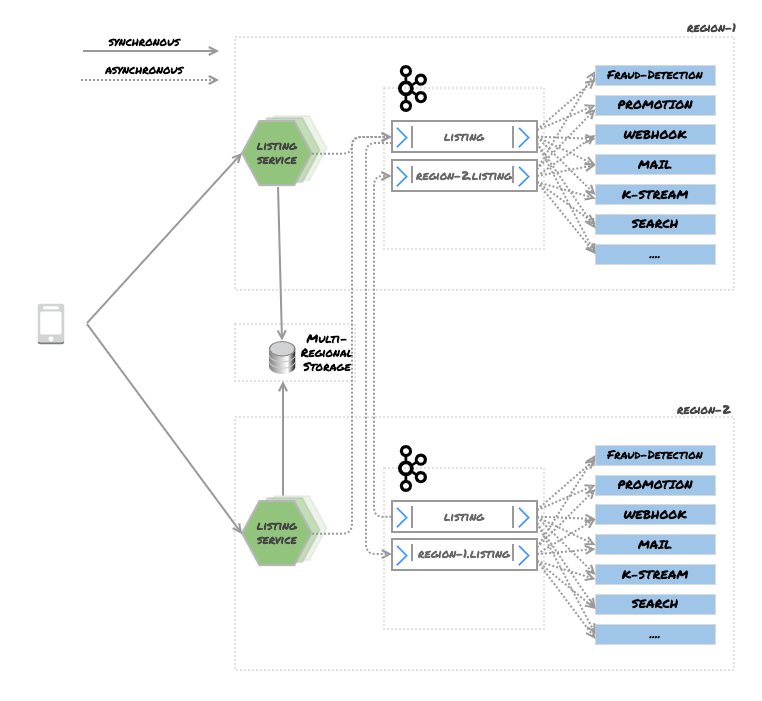 REGION-1
SYNCHRONOUS
ASYNCHRONOUS
LISTING
SERVICE
LISTING
REGION-2.LISTING
FRAUD-DETECTION
PROMOTION
WEBHOOK
MAIL
K-STREAM
SEARCH
....
MULTI-
REGIONAL
STORAGE
REGION-2
LISTING
SERVICE
LISTING
REGION-1.LISTING
FRAUD-DETECTION
PROMOTION
WEBHOOK
MAIL
K-STREAM
SEARCH
....